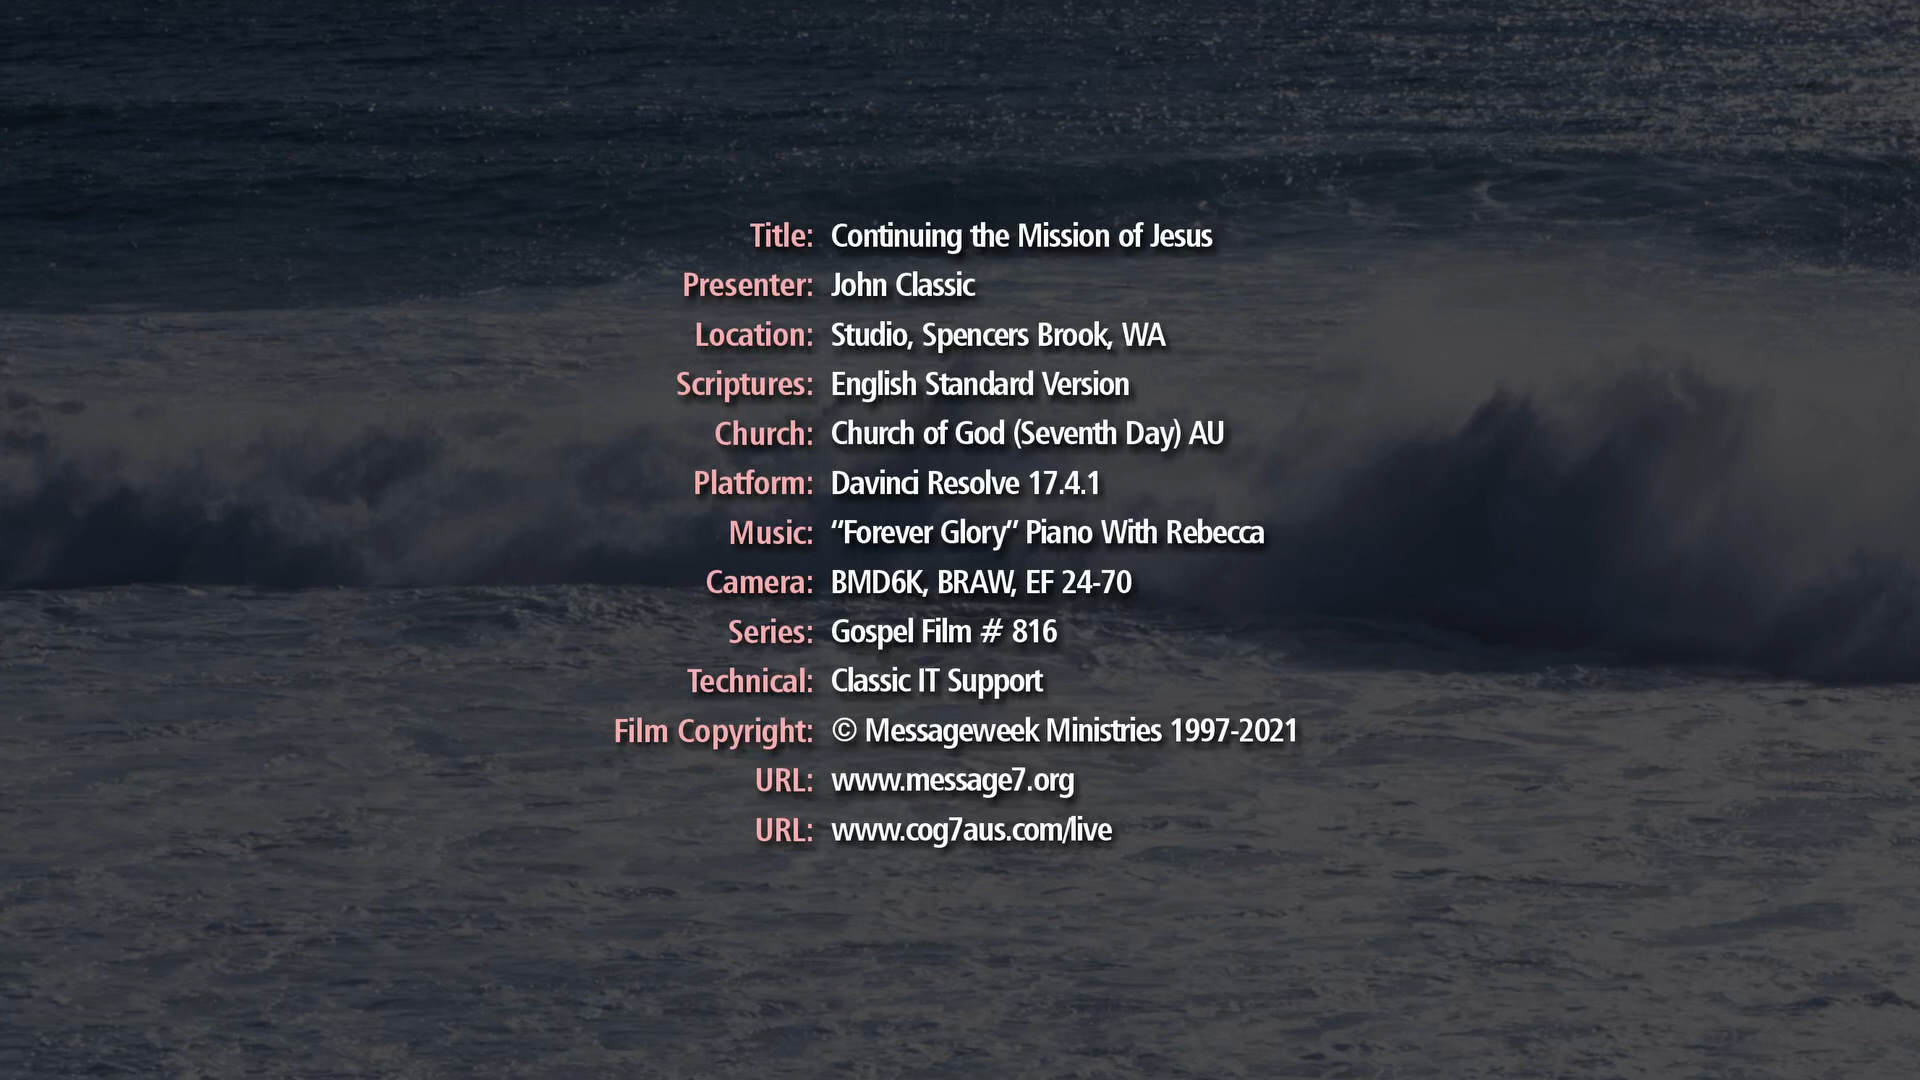 Title: Continuing the Mission of Jesus
Presenter: John Classic
Location: Studio, Spencers Brook, WA
Scriptures: English Standard Version
Church: Church of God (Seventh Day) AU
Platform: Davinci Resolve 17.4.1
Music: “Forever Glory” Piano With Rebecca
Camera: BMD6K, BRAW, EF 24-70
Series: Gospel Film # 816
Technical: Classic IT Support
Film Copyright: © Messageweek Ministries 1997-2021
URL: www.message7.org
URL: www.cog7aus.com/live